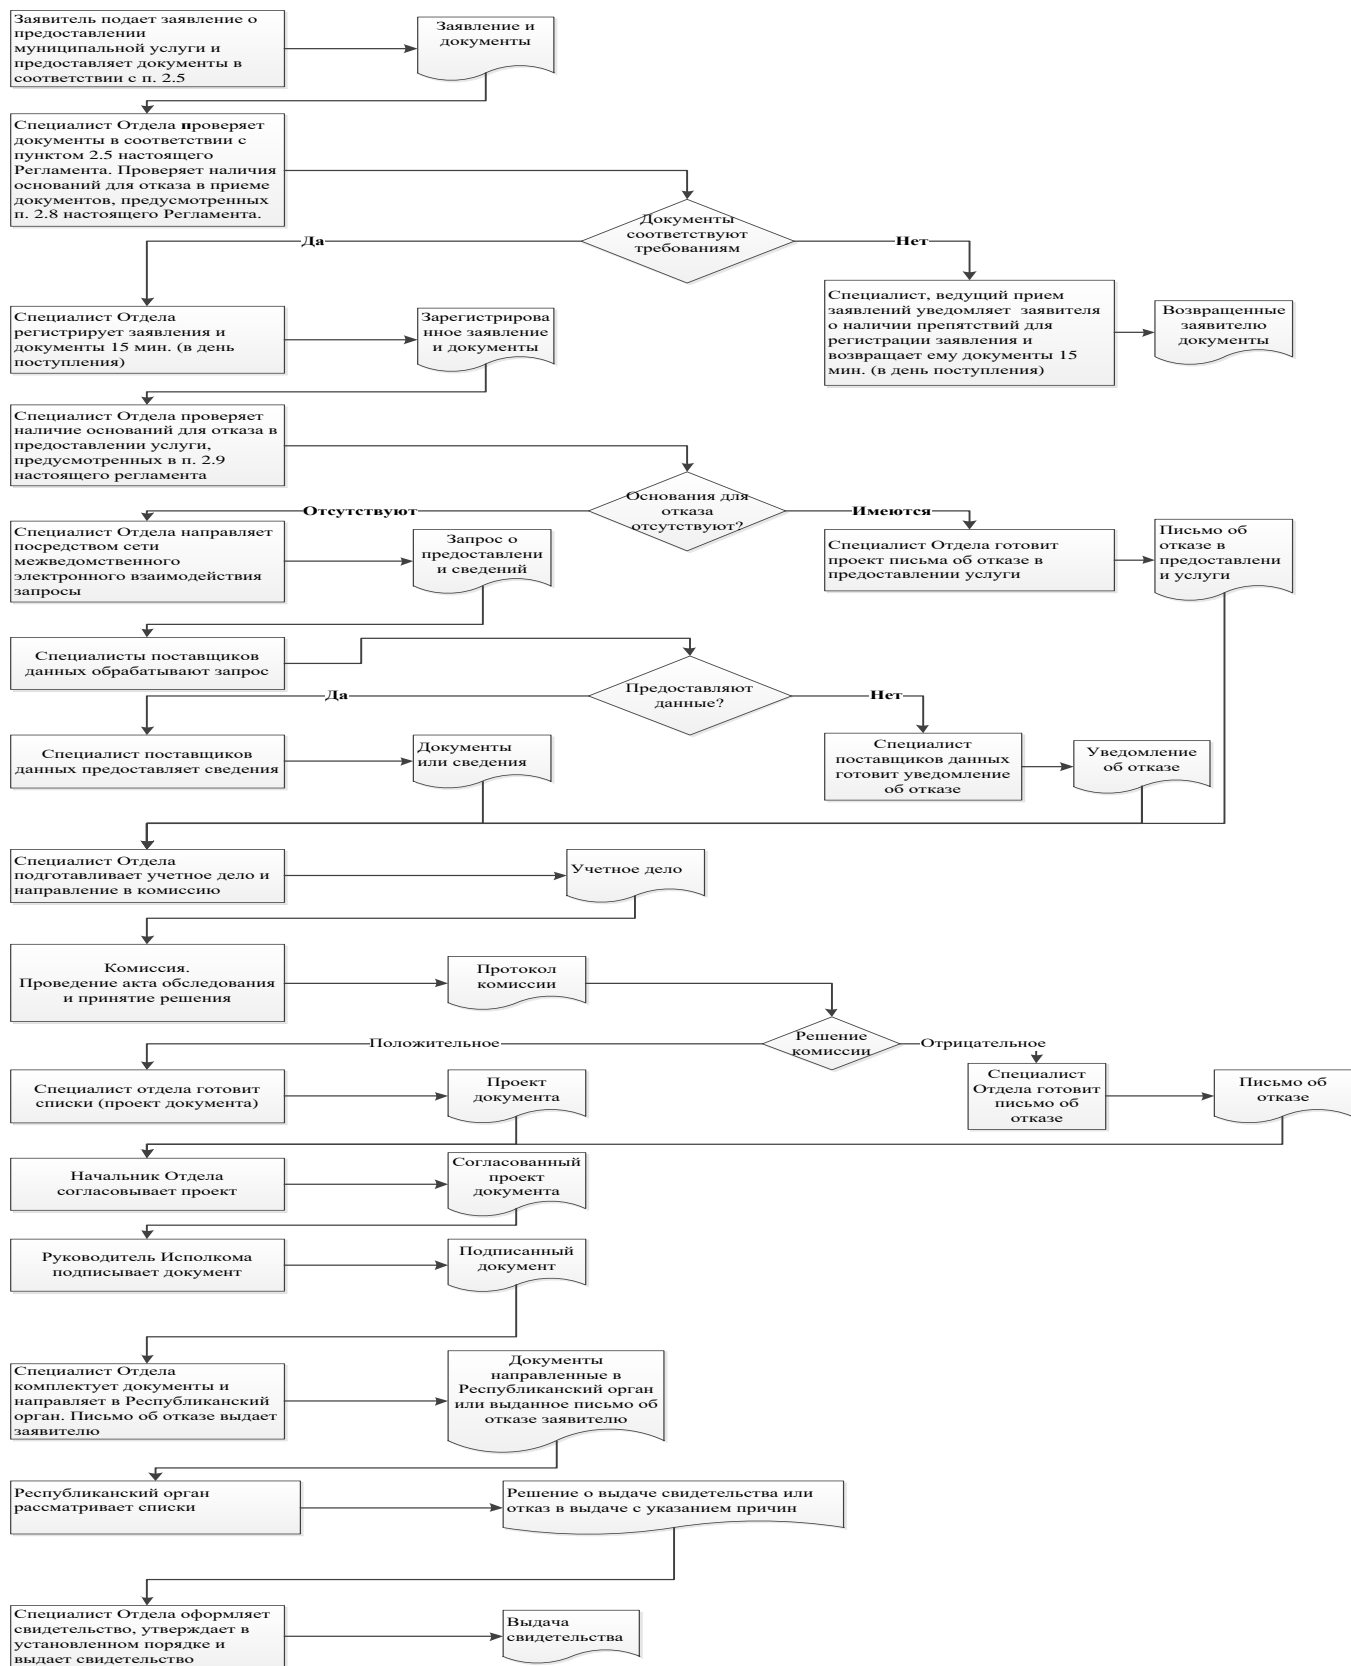 Заявитель подает заявление о
предоставлении
муниципальной услуги и
предоставляет документы в
соответствии с п. 2.5
Заявление и
документы
Специалист Отдела проверяет
документы в соответствии с
пунктом 2.5 настоящего
Регламента. Проверяет наличия
оснований для отказа в приеме
документов, предусмотренных
п. 2.8 настоящего Регламента.
Документы
соответствуют
требованиям
Да
Нет
Специалист Отдела
регистрирует заявления и
документы 15 мин. (в день
поступления)
Зарегистрирова
нное заявление
и документы
Специалист, ведущий прием
заявлений уведомляет заявителя
о наличии препятствий для
регистрации заявления и
возвращает ему документы 15
мин. (в день поступления)
Возвращенные
заявителю
документы
Специалист Отдела проверяет
наличие оснований для отказа в
предоставлении услуги,
предусмотренных в п. 2.9
настоящего регламента
Основания для
отказа
отсутствуют?
Отсутствуют
Имеются
Специалист Отдела направляет
посредством сети
межведомственного
электронного взаимодействия
запросы
Запрос о
предоставлени
и сведений
Специалист Отдела готовит
проект письма об отказе в
предоставлении услуги
Письмо об
отказе в
предоставлени
и услуги
Специалисты поставщиков
данных обрабатывают запрос
Предоставляют
данные?
Да
Нет
Специалист поставщиков
данных предоставляет сведения
Документы
или сведения
Специалист
поставщиков данных
готовит уведомление
об отказе
Уведомление
об отказе
Специалист Отдела
подготавливает учетное дело и
направление в комиссию
Учетное дело
Комиссия.
Проведение акта обследования
и принятие решения
Протокол
комиссии
Решение
комиссии
Положительное
Отрицательное
Специалист отдела готовит
списки (проект документа)
Проект
документа
Специалист
Отдела готовит
письмо об
отказе
Письмо об
отказе
Начальник Отдела
согласовывает проект
Согласованный
проект
документа
Руководитель Исполкома
подписывает документ
Подписанный
документ
Специалист Отдела
комплектует документы и
направляет в Республиканский
орган. Письмо об отказе выдает
заявителю
Документы
направленные в
Республиканский орган
или выданное письмо об
отказе заявителю
Республиканский орган
рассматривает списки
Решение о выдаче свидетельства или
отказ в выдаче с указанием причин
Специалист Отдела оформляет
свидетельство, утверждает в
установленном порядке и
выдает свидетельство
Выдача
свидетельства